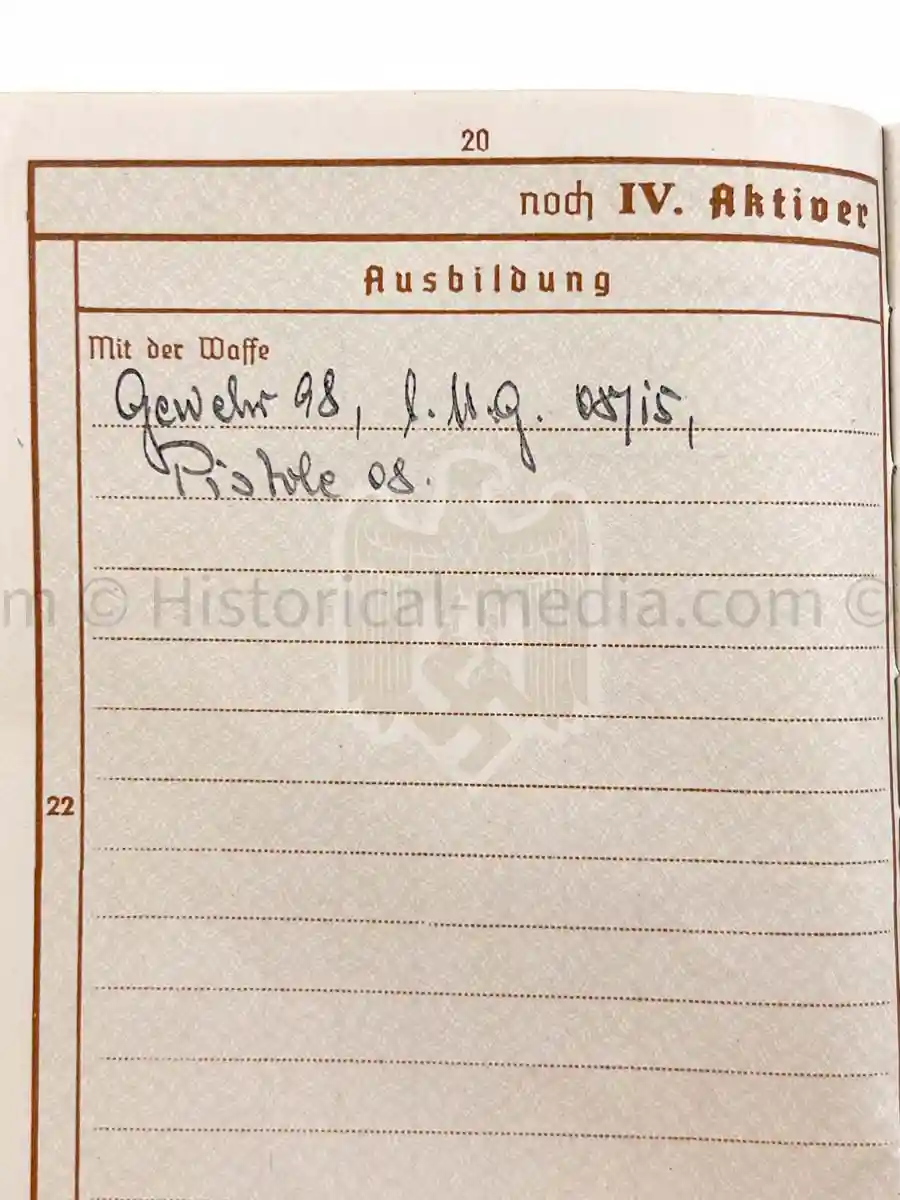 20
noch IV. Aktiver
Ausbildung
Mit der Waffe
Gewehr 98, l. M.G. 08/15,
Pistole 08.
m © Historical-media.com ©
22